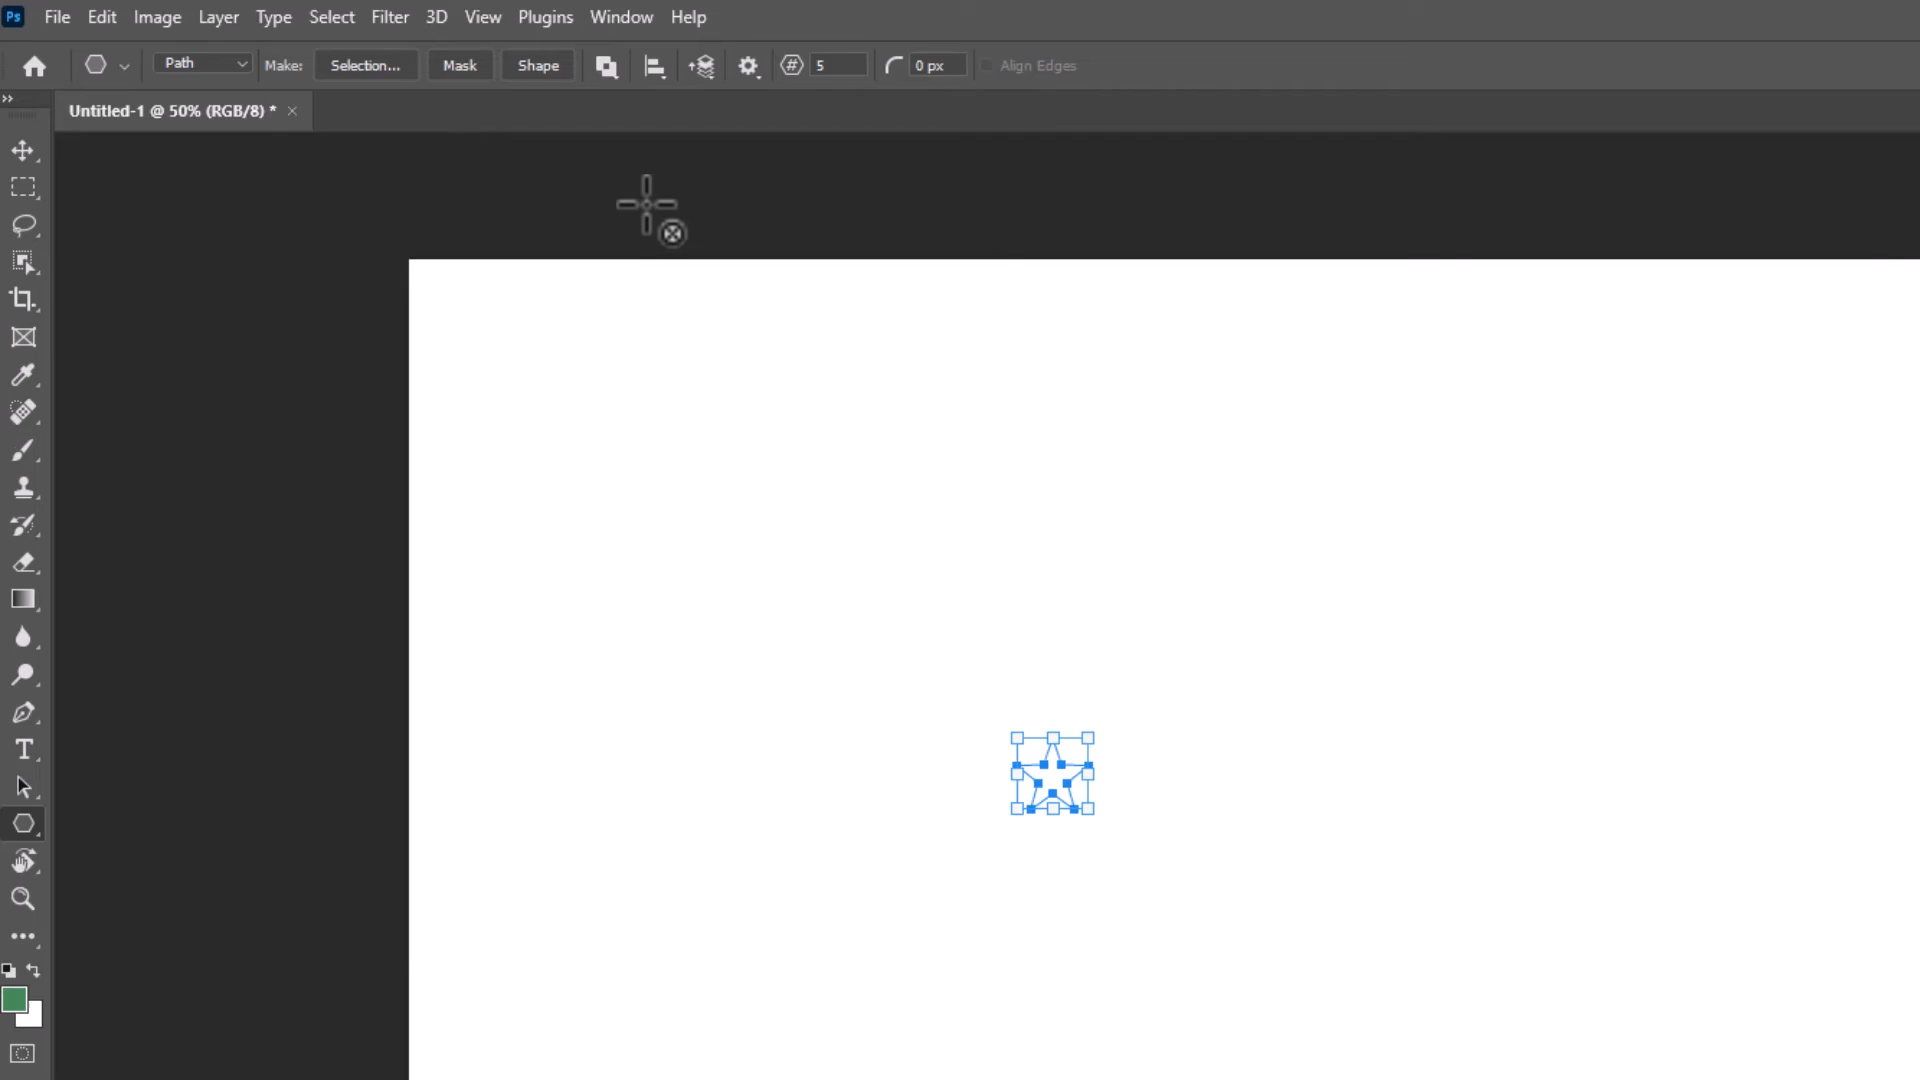 Ps File Edit Image Layer Type Select Filter 3D View Plugins Window Help
Path Make: Selection... Mask Shape # 5 0 px Align Edges
Untitled-1 @ 50% (RGB/8) * ×
T